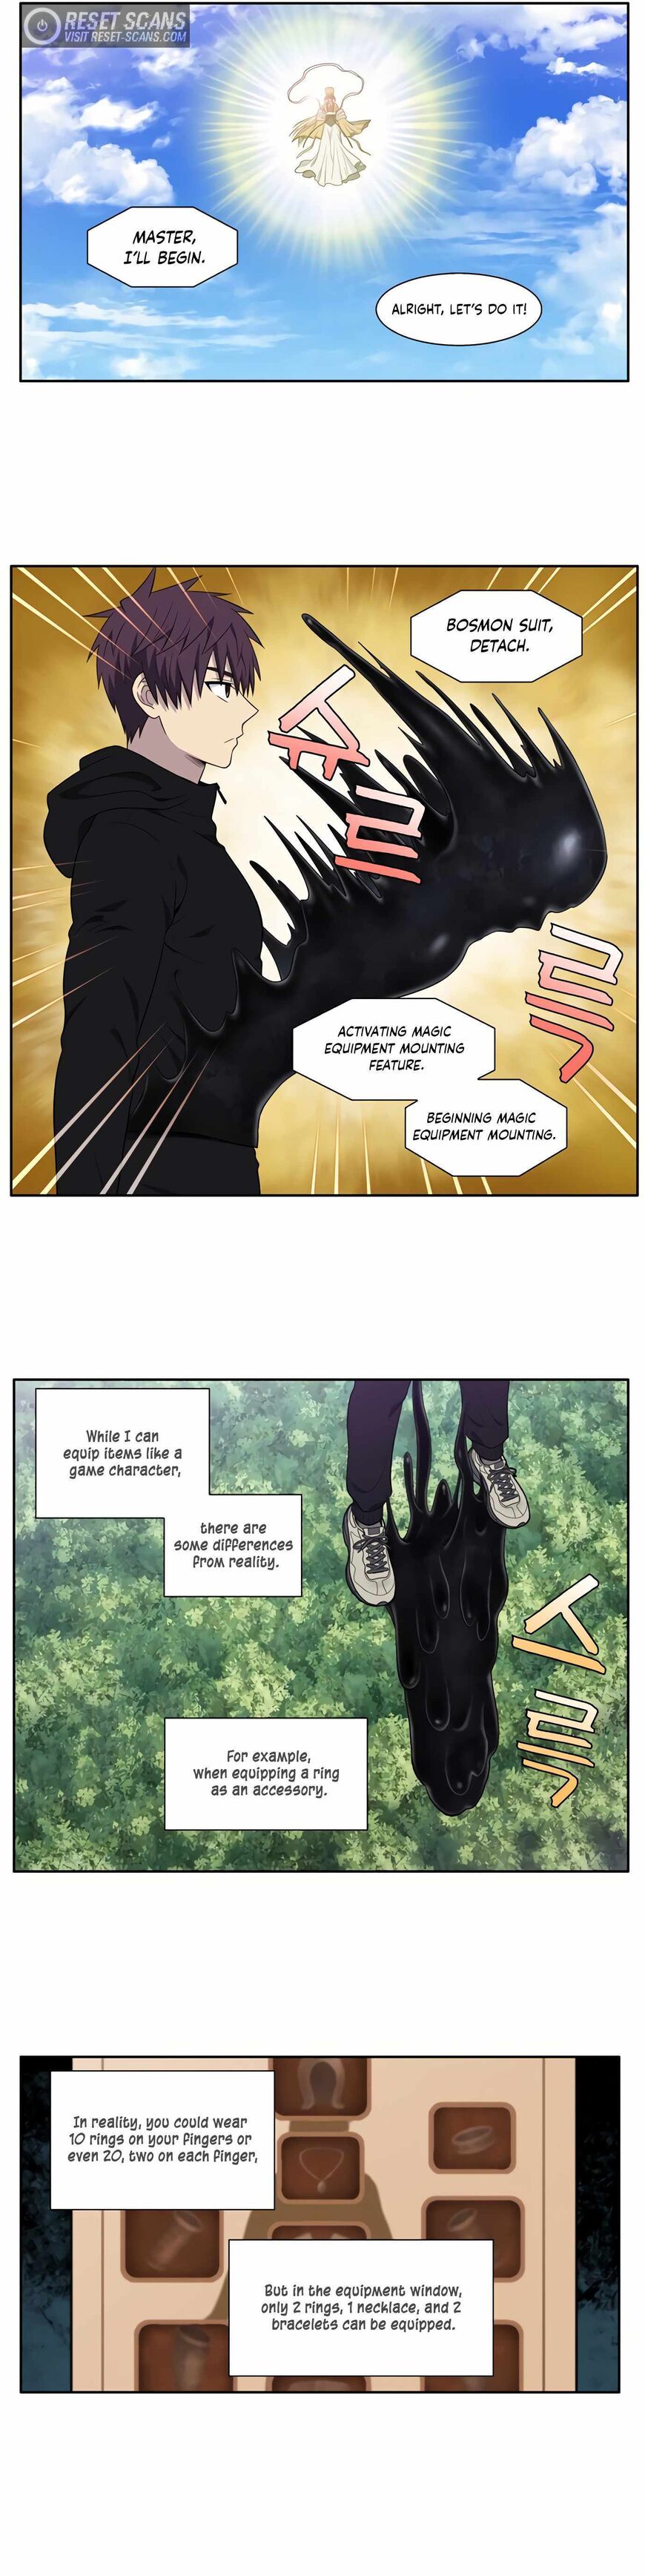 RESET SCANS
VISIT RESET-SCANS.COM
MASTER,
I'LL BEGIN.
ALRIGHT, LET'S DO IT!
BOSMON SUIT,
DETACH.
슈
르
르
ACTIVATING MAGIC
EQUIPMENT MOUNTING
FEATURE.
BEGINNING MAGIC
EQUIPMENT MOUNTING.
While I can
equip items like a
game character,
there are
some differences
from reality.
스
륵
For example,
when equipping a ring
as an accessory.
In reality, you could wear
10 rings on your fingers or
even 20, two on each finger,
But in the equipment window,
only 2 rings, 1 necklace, and 2
bracelets can be equipped.